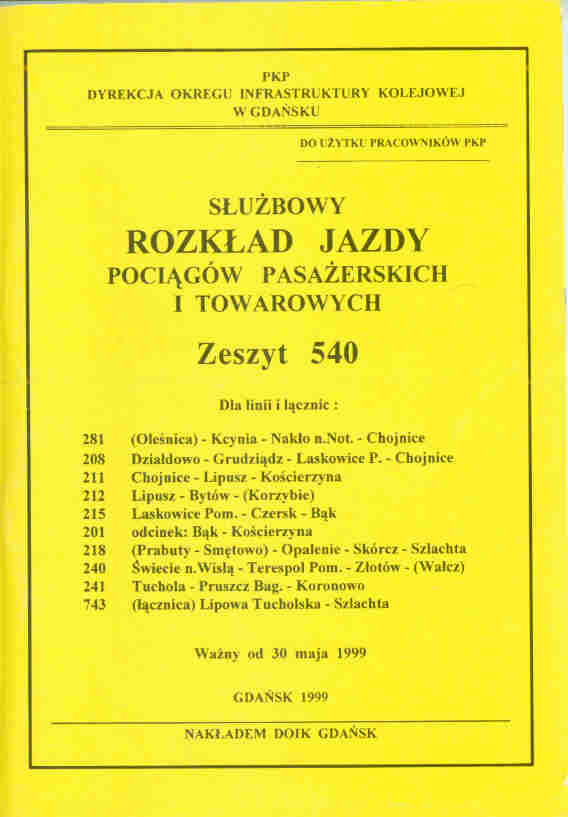 PKP
DYREKCJA OKRĘGU INFRASTRUKTURY KOLEJOWEJ
W GDAŃSKU
DO UŻYTKU PRACOWNIKÓW PKP
SŁUŻBOWY
ROZKŁAD JAZDY
POCIĄGÓW PASAŻERSKICH
I TOWAROWYCH
Zeszyt 540
Dla linii i łącznic :
281 (Oleśnica) - Kcynia - Nakło n.Not. - Chojnice
208 Działdowo - Grudziądz - Laskowice P. - Chojnice
211 Chojnice - Lipusz - Kościerzyna
212 Lipusz - Bytów - (Korzybie)
215 Laskowice Pom. - Czersk - Bąk
201 odcinek: Bąk - Kościerzyna
218 (Prabuty - Smętowo) - Opalenie - Skórcz - Szlachta
240 Świecie n.Wisłą - Terespol Pom. - Złotów - (Wałcz)
241 Tuchola - Pruszcz Bag. - Koronowo
743 (łącznica) Lipowa Tucholska - Szlachta
Ważny od 30 maja 1999
GDAŃSK 1999
NAKŁADEM DOIK GDAŃSK